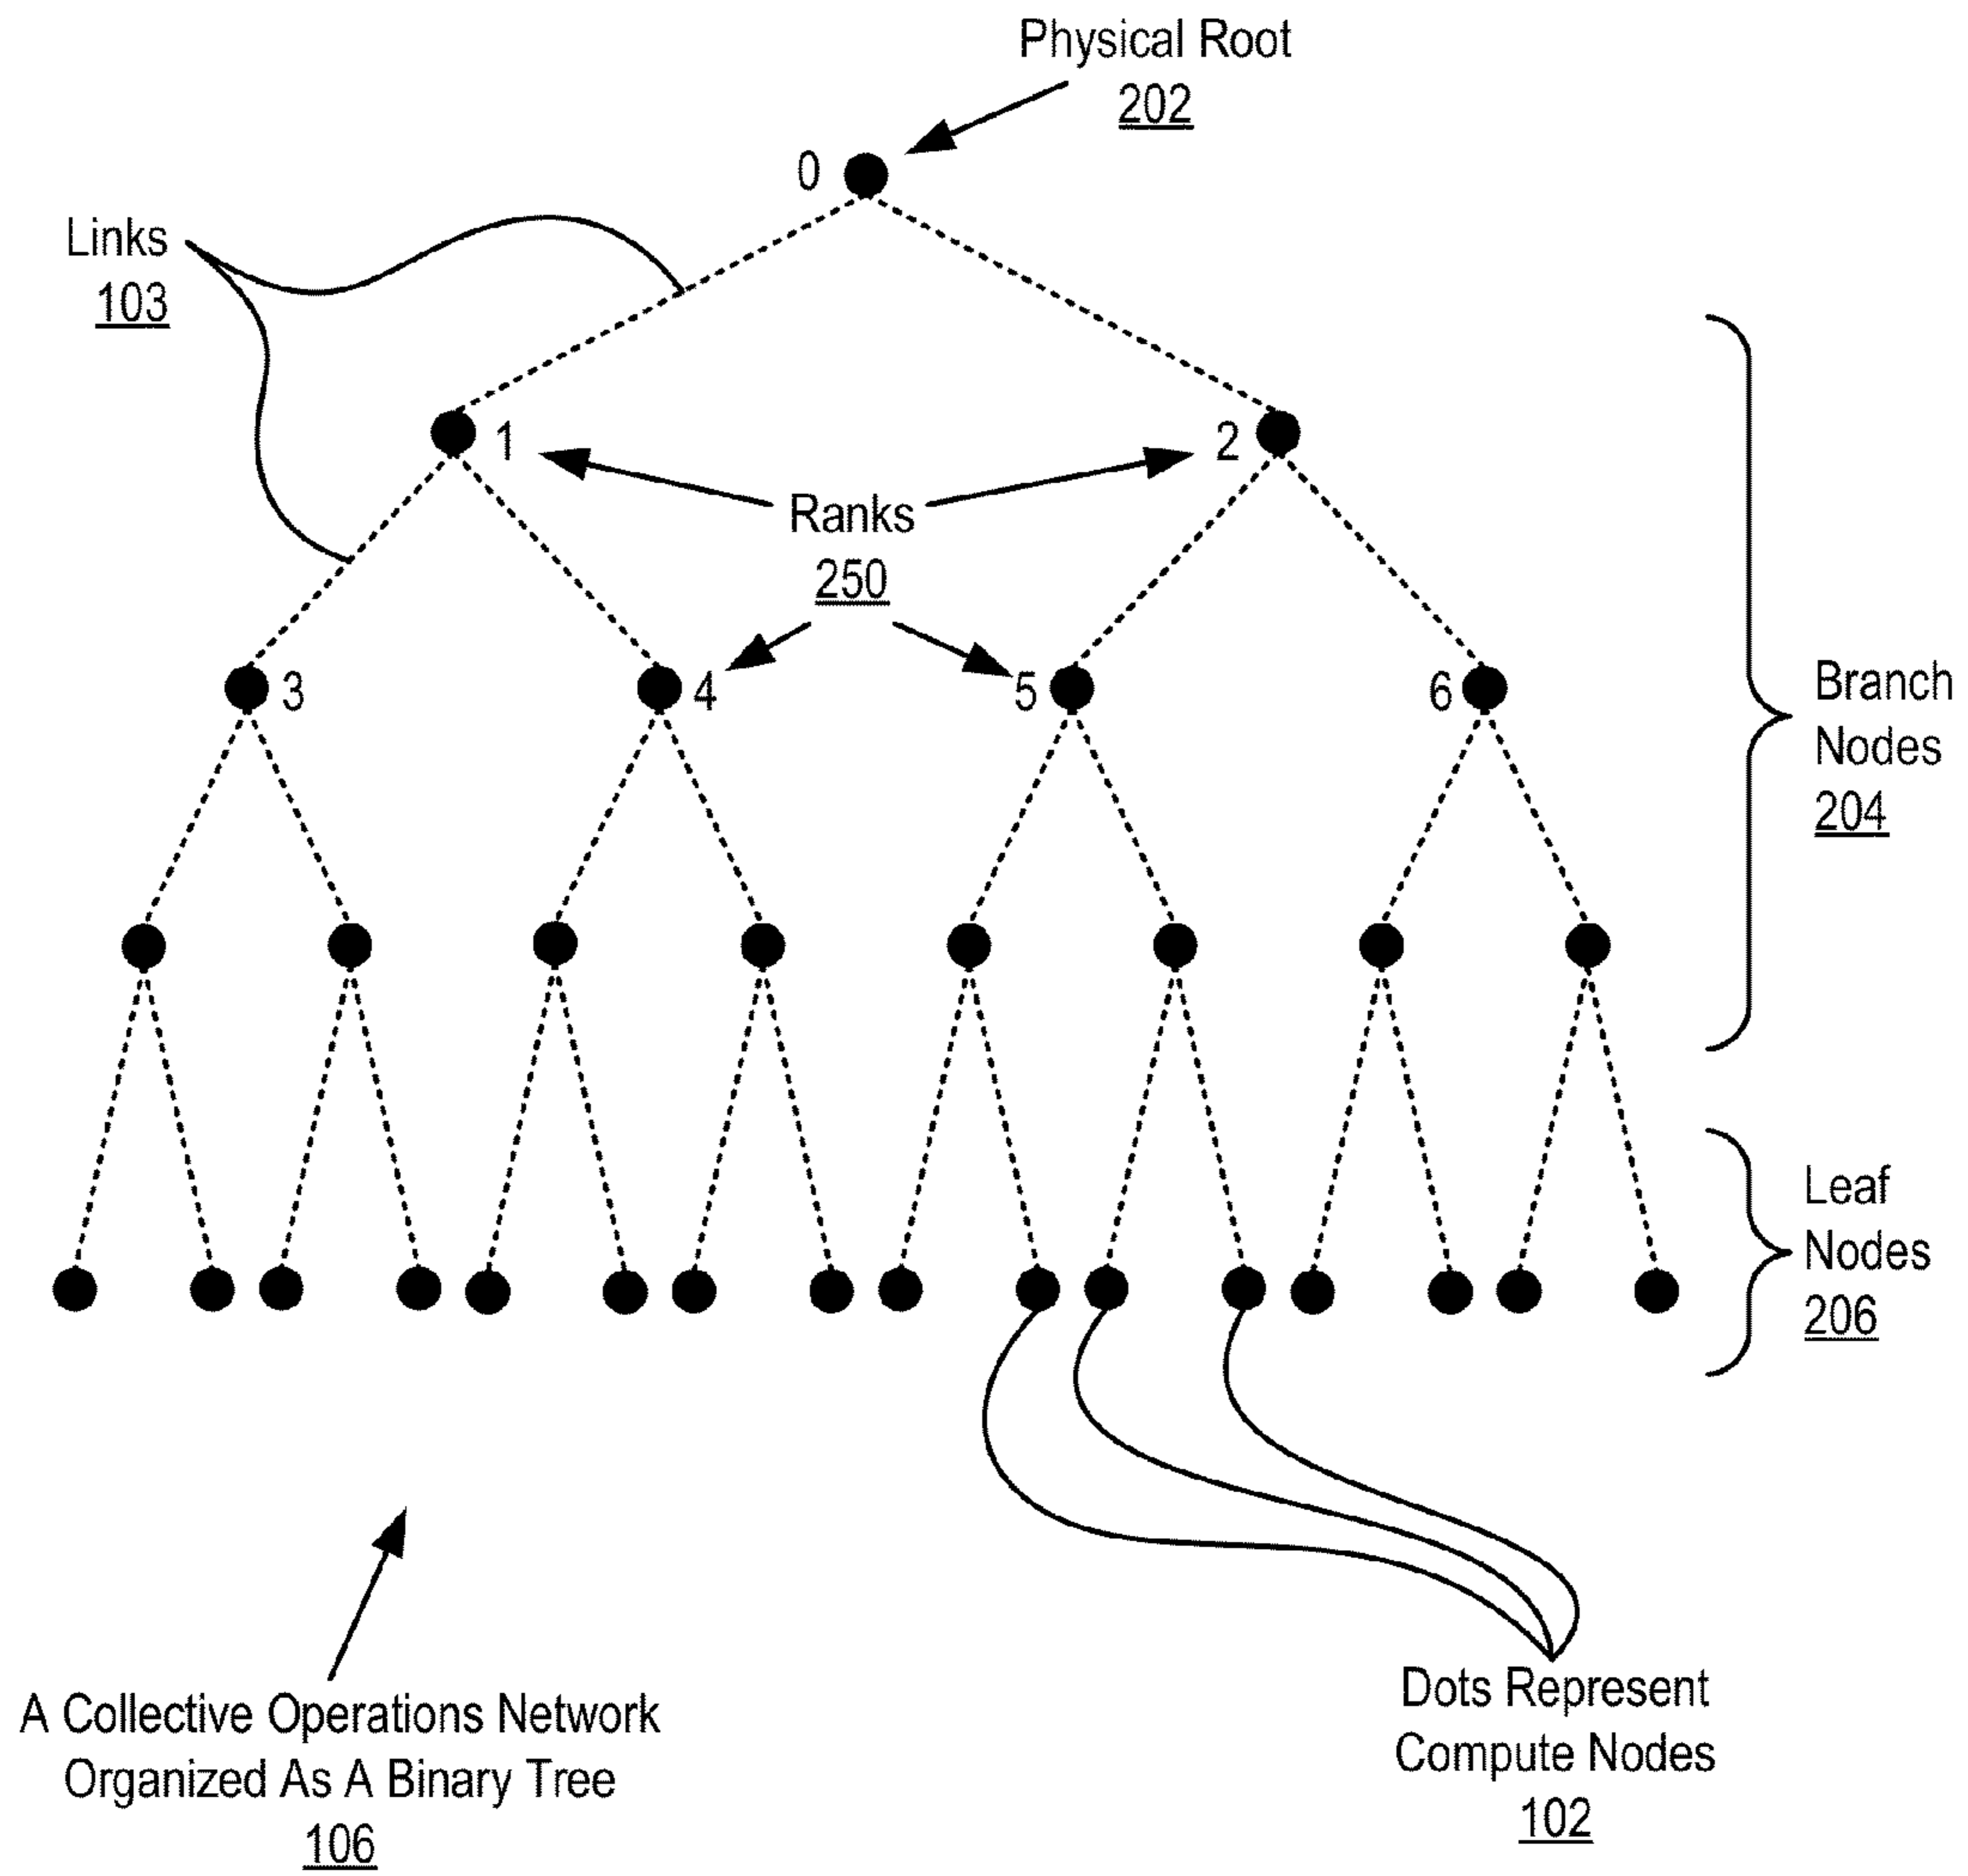 Physical Root
202
0
Links
103
1
2
Ranks
250
3
4
5
6
Branch
Nodes
204
Leaf
Nodes
206
A Collective Operations Network
Organized As A Binary Tree
106
Dots Represent
Compute Nodes
102